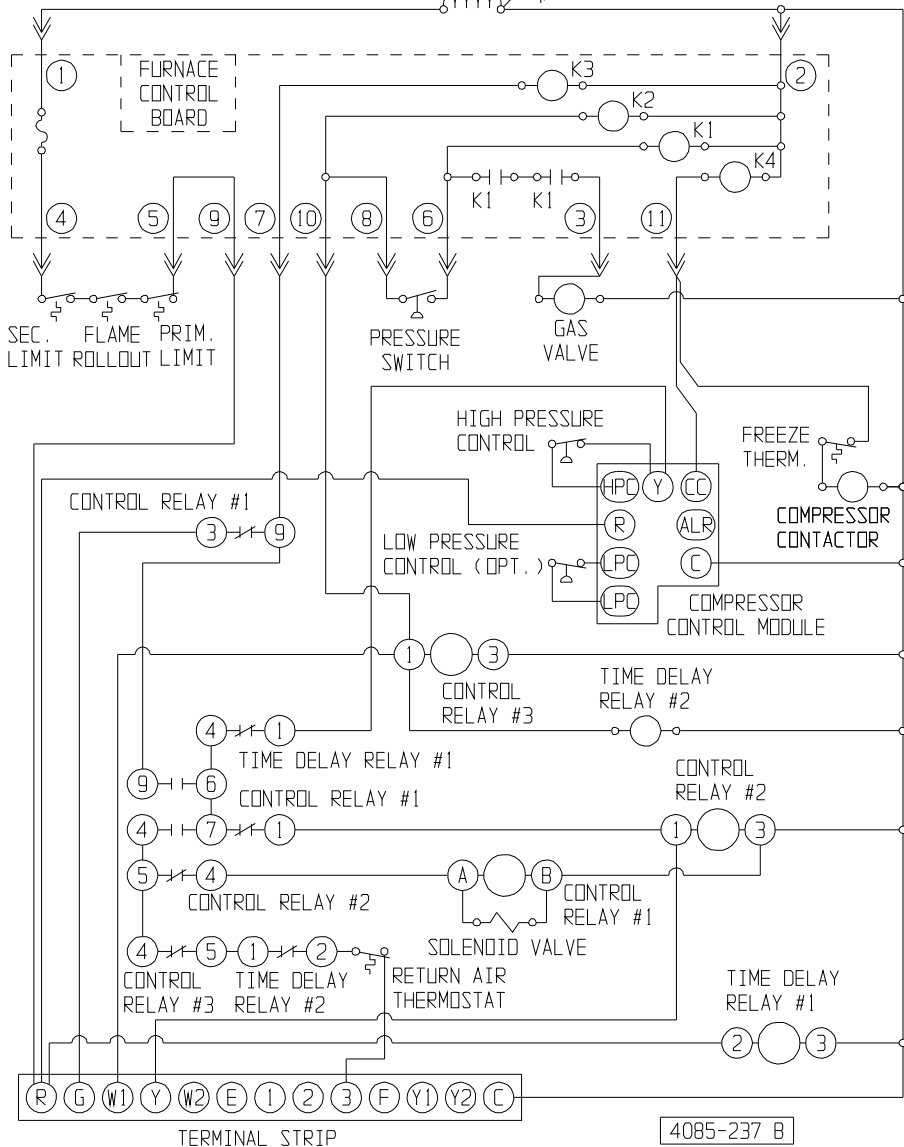 1
FURNACE
CONTROL
BOARD
K3
2
K2
K1
K4
K1
K1
4
5
9
7
10
8
6
3
11
SEC.
LIMIT
FLAME
ROLLOUT
PRIM.
LIMIT
PRESSURE
SWITCH
GAS
VALVE
HIGH PRESSURE
CONTROL
FREEZE
THERM.
HPC
Y
CC
COMPRESSOR
CONTACTOR
CONTROL RELAY #1
3
9
R
ALR
LOW PRESSURE
CONTROL (OPT.)
LPC
C
LPC
COMPRESSOR
CONTROL MODULE
1
3
CONTROL
RELAY #3
TIME DELAY
RELAY #2
4
1
TIME DELAY RELAY #1
9
6
CONTROL RELAY #1
CONTROL
RELAY #2
4
7
1
1
3
5
4
CONTROL RELAY #2
A
B
CONTROL
RELAY #1
SOLENOID VALVE
4
5
1
2
CONTROL
RELAY #3
TIME DELAY
RELAY #2
RETURN AIR
THERMOSTAT
TIME DELAY
RELAY #1
2
3
R G W1 Y W2 E 1 2 3 F Y1 Y2 C
TERMINAL STRIP
4085-237 B